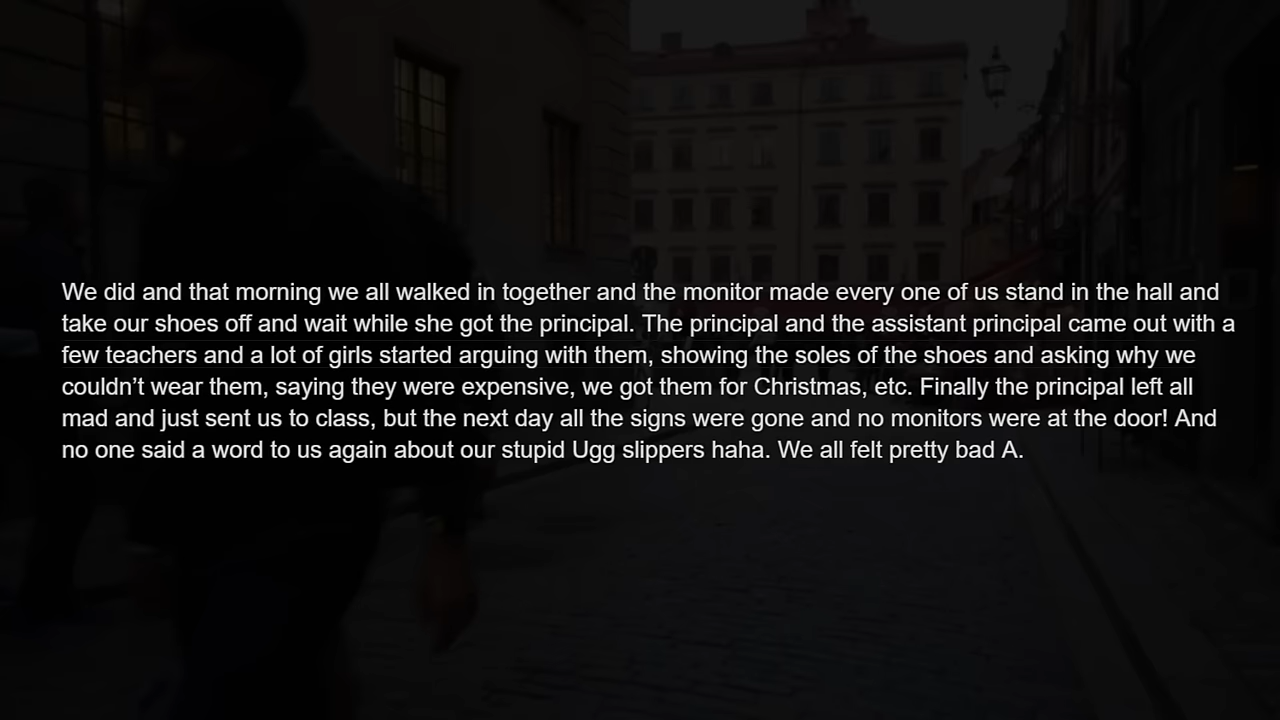 We did and that morning we all walked in together and the monitor made every one of us stand in the hall and
take our shoes off and wait while she got the principal. The principal and the assistant principal came out with a
few teachers and a lot of girls started arguing with them, showing the soles of the shoes and asking why we
couldn’t wear them, saying they were expensive, we got them for Christmas, etc. Finally the principal left all
mad and just sent us to class, but the next day all the signs were gone and no monitors were at the door! And
no one said a word to us again about our stupid Ugg slippers haha. We all felt pretty bad A.